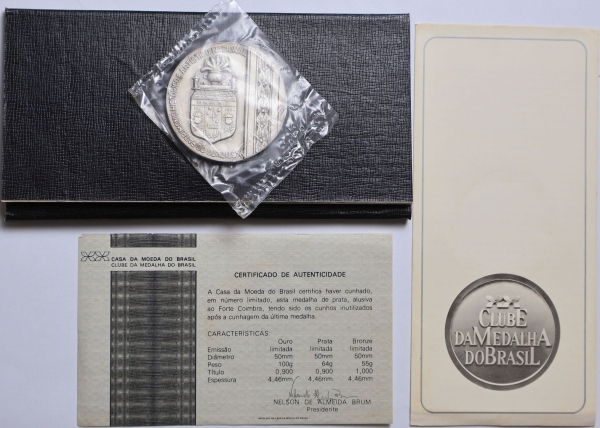 CASA DA MOEDA DO BRASIL
CLUBE DA MEDALHA DO BRASIL
CERTIFICADO DE AUTENTICIDADE
A Casa da Moeda do Brasil certifica haver cunhado,
em número limitado, esta medalha de prata, alusiva
ao Forte Coimbra, tendo sido os cunhos inutilizados
após a cunhagem da última medalha.
CARACTERÍSTICAS:
Ouro Prata Bronze
Emissão limitada limitada limitada
Diâmetro 50mm 50mm 50mm
Peso 100g 64g 55g
Título 0,900 0,900 1,000
Espessura 4,46mm 4,46mm 4,46mm
NELSON DE ALMEIDA BRUM
Presidente
CLUBE
DA MEDALHA
DO BRASIL